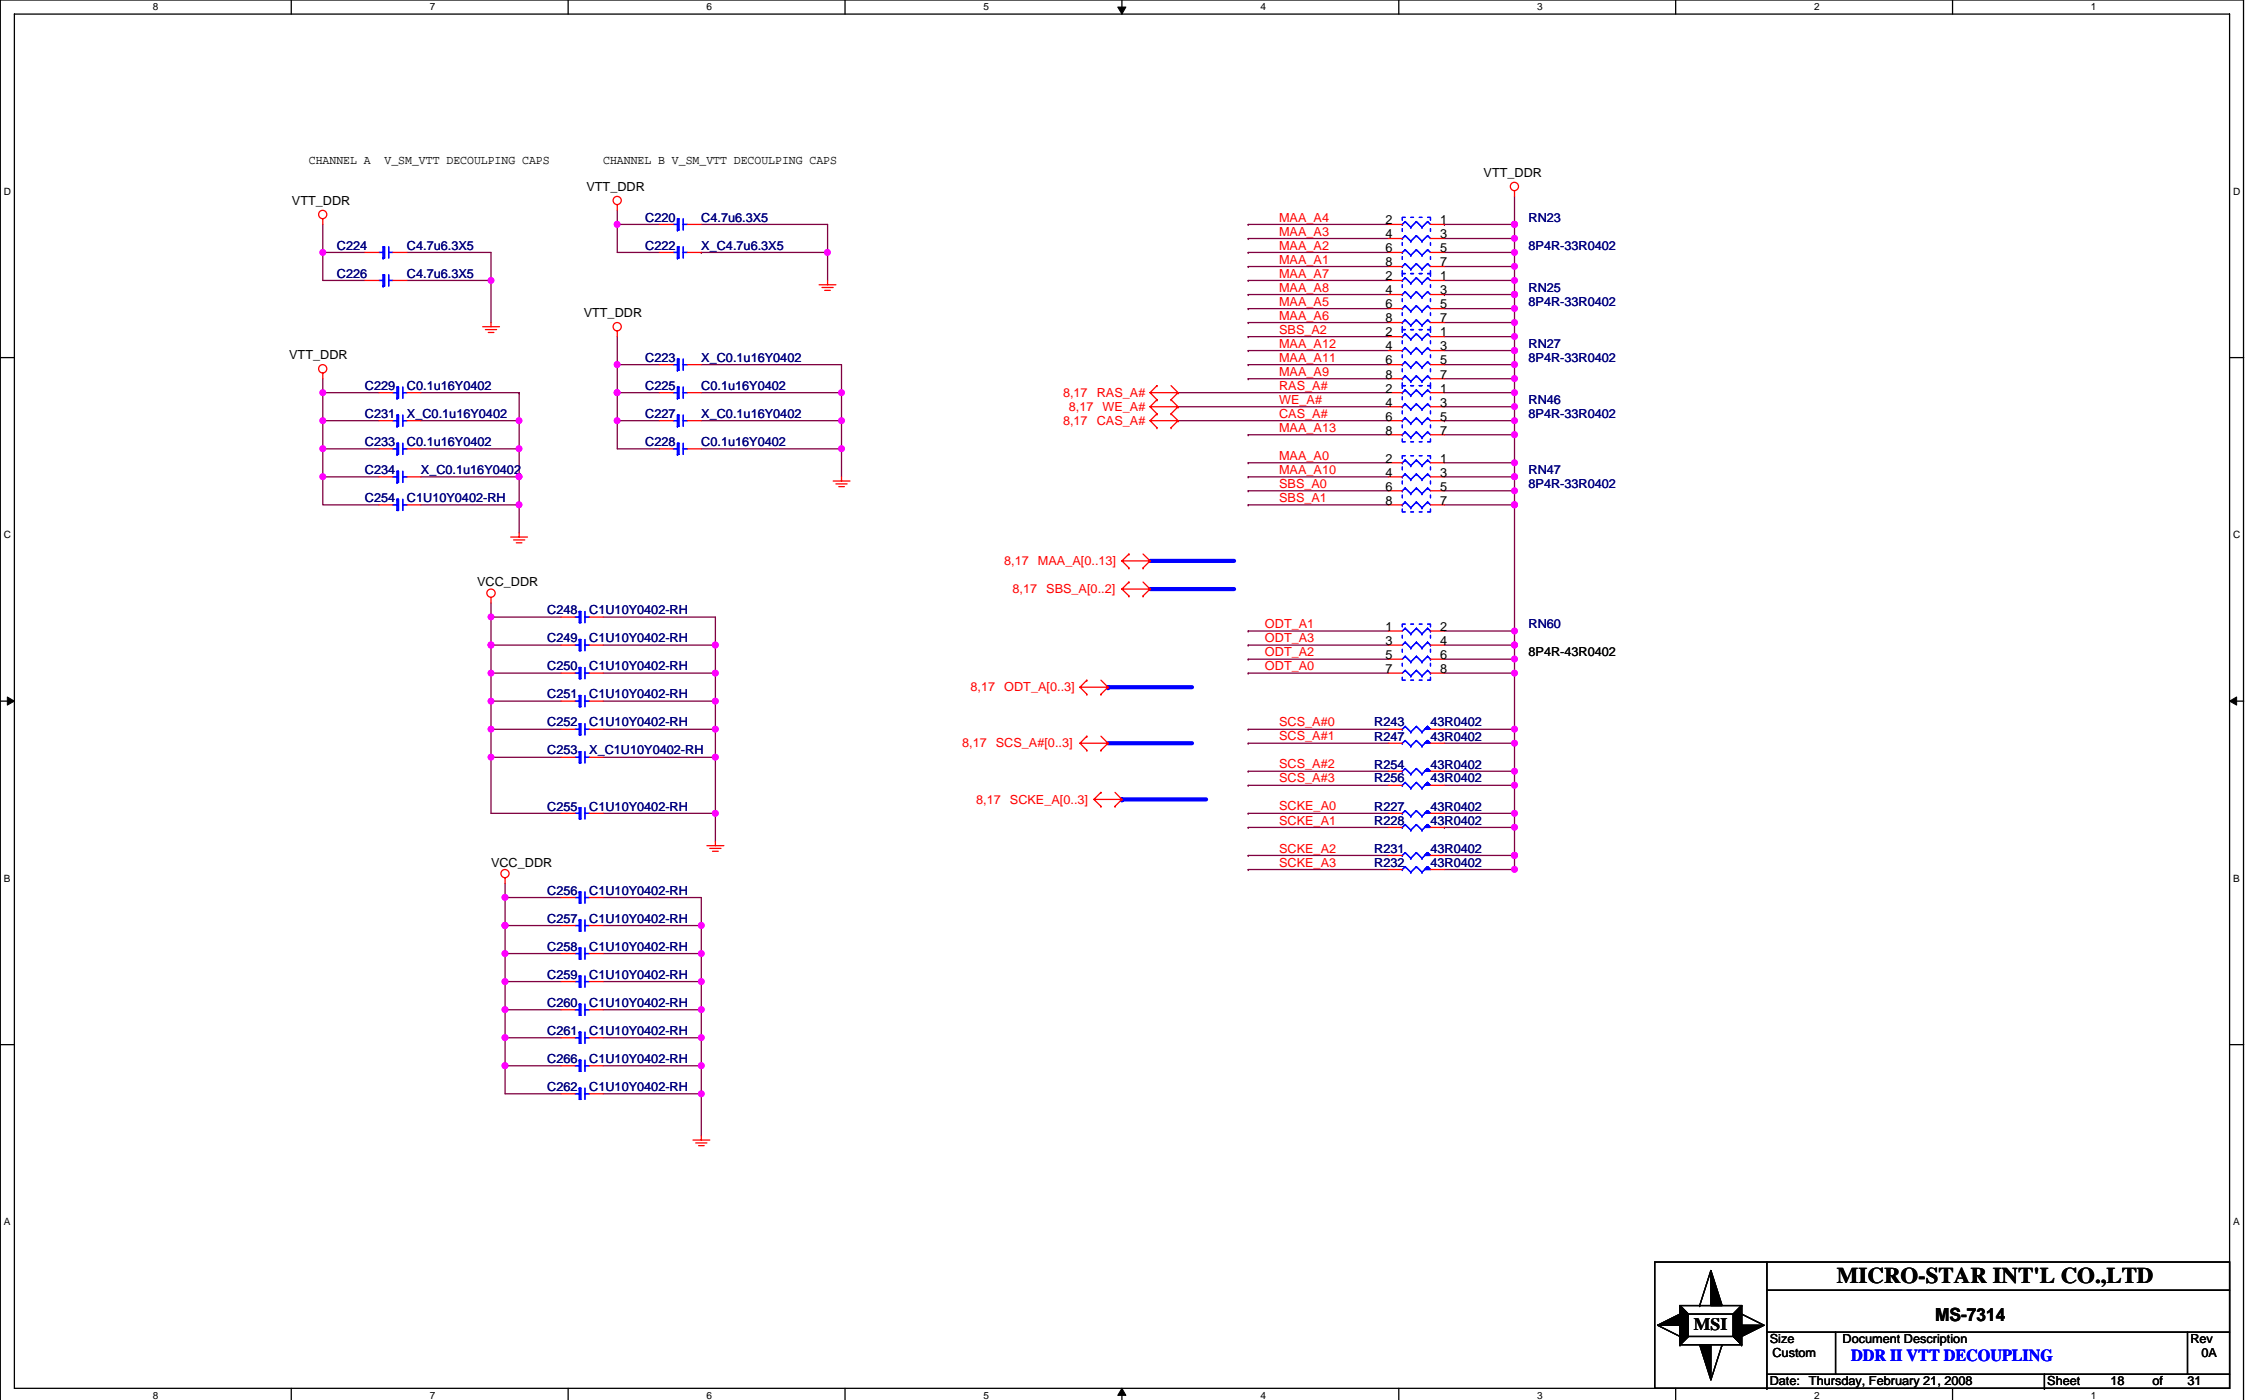 8 7 6 5 4 3 2 1
CHANNEL A V_SM_VTT DECOULPING CAPS
CHANNEL B V_SM_VTT DECOULPING CAPS
D
D
VTT_DDR
C224 C4.7u6.3X5
C226 C4.7u6.3X5
VTT_DDR
C220 C4.7u6.3X5
C222 X_C4.7u6.3X5
VTT_DDR
C229 C0.1u16Y0402
C231 X_C0.1u16Y0402
C233 C0.1u16Y0402
C234 X_C0.1u16Y0402
C254 C1U10Y0402-RH
VTT_DDR
C223 X_C0.1u16Y0402
C225 C0.1u16Y0402
C227 X_C0.1u16Y0402
C228 C0.1u16Y0402
VCC_DDR
C248 C1U10Y0402-RH
C249 C1U10Y0402-RH
C250 C1U10Y0402-RH
C251 C1U10Y0402-RH
C252 C1U10Y0402-RH
C253 X_C1U10Y0402-RH
C255 C1U10Y0402-RH
VCC_DDR
C256 C1U10Y0402-RH
C257 C1U10Y0402-RH
C258 C1U10Y0402-RH
C259 C1U10Y0402-RH
C260 C1U10Y0402-RH
C261 C1U10Y0402-RH
C266 C1U10Y0402-RH
C262 C1U10Y0402-RH
VTT_DDR
MAA_A4 2 1 RN23
MAA_A3 4 3
MAA_A2 6 5 8P4R-33R0402
MAA_A1 8 7
MAA_A7 2 1
MAA_A8 4 3 RN25
MAA_A5 6 5 8P4R-33R0402
MAA_A6 8 7
SBS_A2 2 1
MAA_A12 4 3 RN27
MAA_A11 6 5 8P4R-33R0402
MAA_A9 8 7
8,17 RAS_A# RAS_A# 2 1
8,17 WE_A# WE_A# 4 3 RN46
8,17 CAS_A# CAS_A# 6 5 8P4R-33R0402
MAA_A13 8 7
MAA_A0 2 1
MAA_A10 4 3 RN47
SBS_A0 6 5 8P4R-33R0402
SBS_A1 8 7
C
C
8,17 MAA_A[0..13]
8,17 SBS_A[0..2]
ODT_A1 1 2 RN60
ODT_A3 3 4
ODT_A2 5 6 8P4R-43R0402
ODT_A0 7 8
8,17 ODT_A[0..3]
8,17 SCS_A#[0..3]
8,17 SCKE_A[0..3]
SCS_A#0 R243 43R0402
SCS_A#1 R247 43R0402
SCS_A#2 R254 43R0402
SCS_A#3 R256 43R0402
SCKE_A0 R227 43R0402
SCKE_A1 R228 43R0402
SCKE_A2 R231 43R0402
SCKE_A3 R232 43R0402
B
B
A
A
MSI
MICRO-STAR INT'L CO.,LTD
MS-7314
Size
Custom
Document Description
DDR II VTT DECOUPLING
Rev
0A
Date: Thursday, February 21, 2008
Sheet 18 of 31
8 7 6 5 4 3 2 1